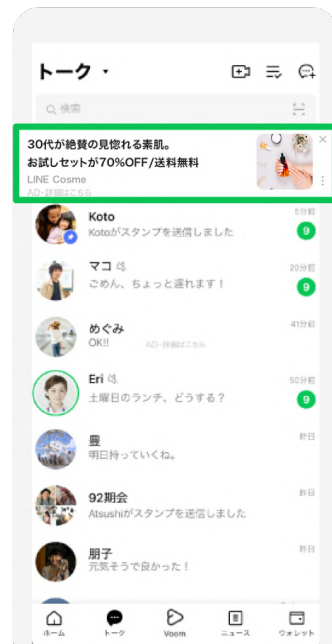 トーク
検索
30代が絶賛の見惚れる素肌。
お試しセットが70%OFF/送料無料
LINE Cosme
AD・詳細はこちら
Koto
5分前
Kotoがスタンプを送信しました
9
マコ
20分前
ごめん、ちょっと遅れます！
9
めぐみ
41分前
OK!!
AD・詳細はこちら
Eri
50分前
土曜日のランチ、どうする？
9
豊
昨日
明日持っていくね。
92期会
昨日
Atsushiがスタンプを送信しました
朋子
昨日
元気そうで良かった！
ホーム
トーク
Voom
ニュース
ウォレット